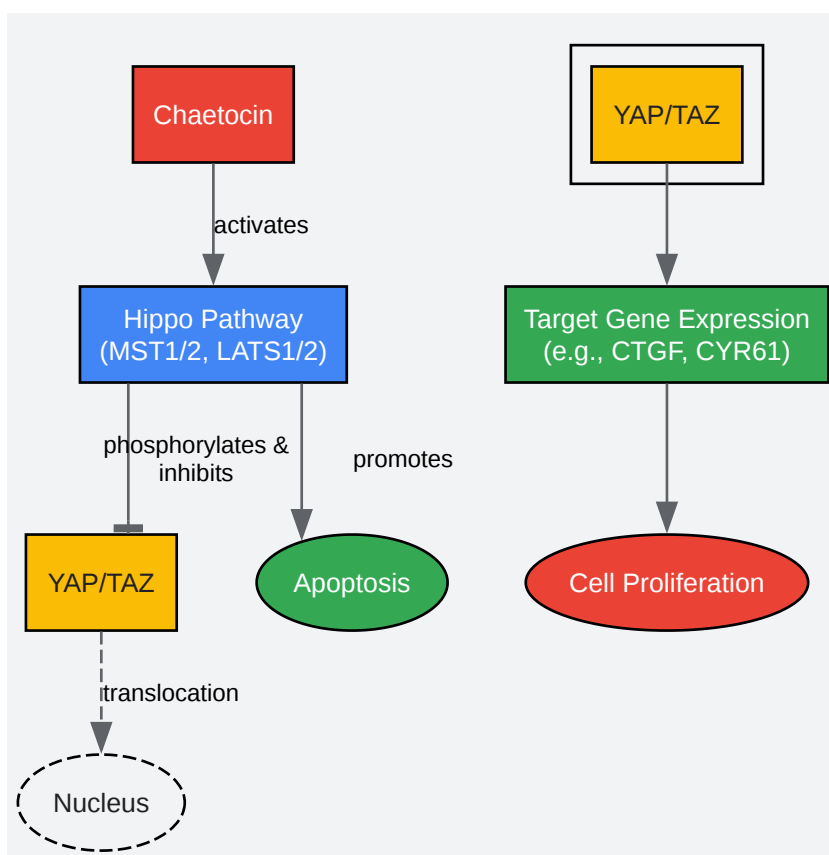 Chaetocin
YAP/TAZ
activates
Hippo Pathway
(MST1/2, LATS1/2)
Target Gene Expression
(e.g., CTGF, CYR61)
phosphorylates &
inhibits
promotes
YAP/TAZ
Apoptosis
Cell Proliferation
translocation
Nucleus